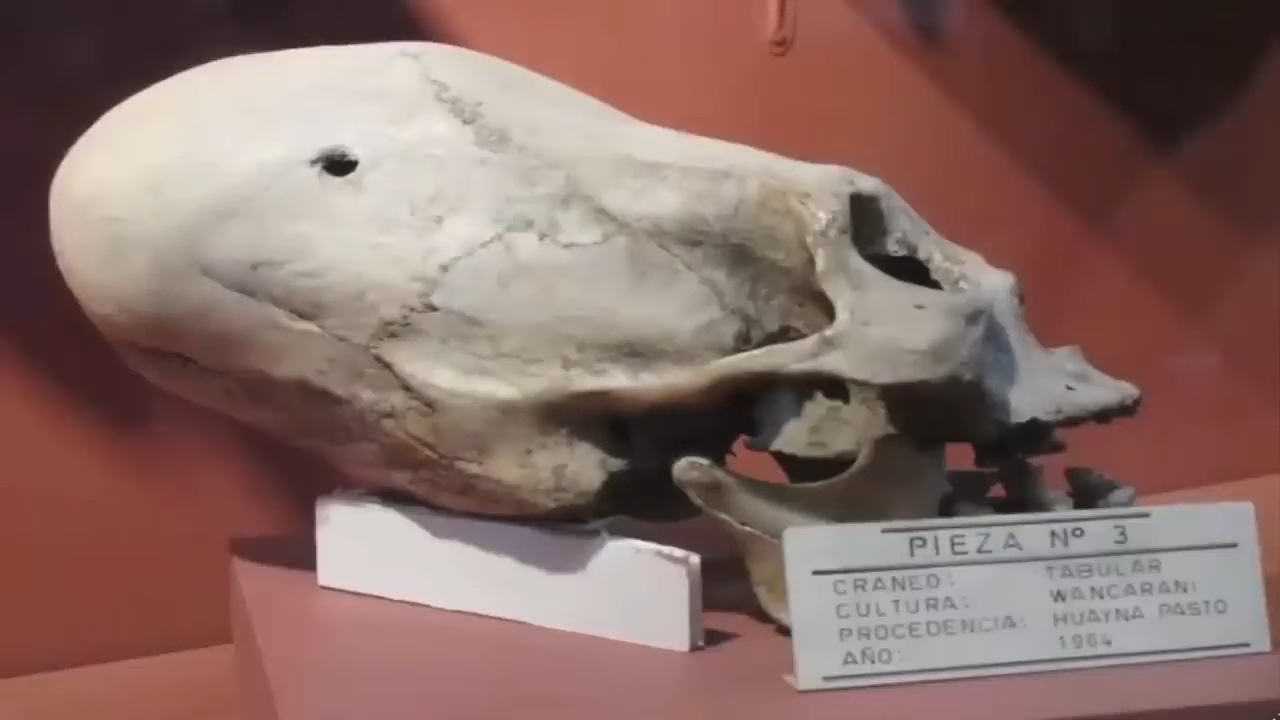 PIEZA Nº 3
CRANEO: TABULAR
CULTURA: WANCARANI
PROCEDENCIA: HUAYNA PASTO
AÑO: 1964